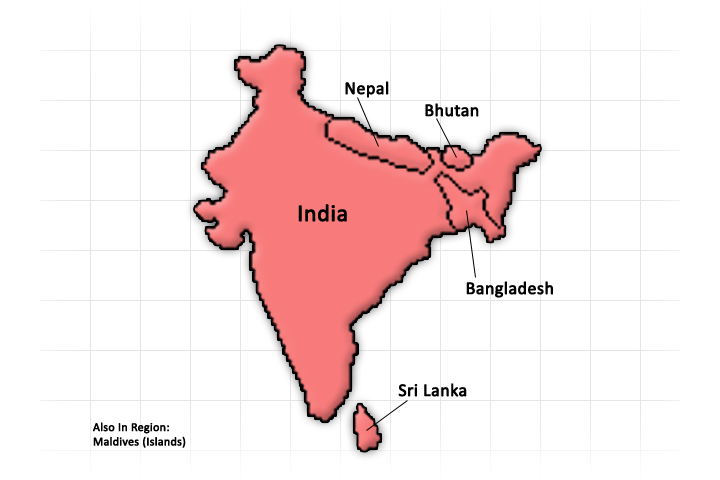 Nepal
Bhutan
India
Bangladesh
Sri Lanka
Also In Region:
Maldives (Islands)